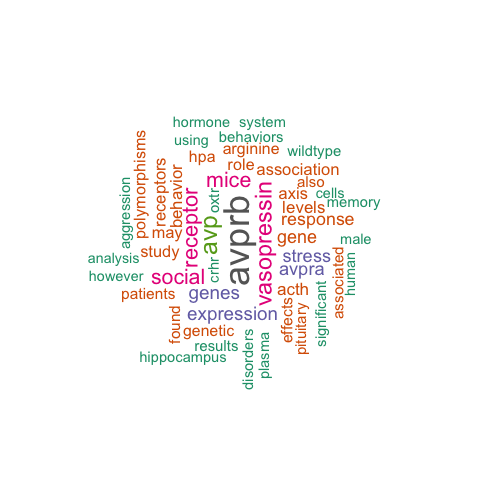 hormone system
using behaviors
arginine
hpa
wildtype
role
association
polymorphisms
receptors
behavior
mice
also
oxtr
cells
axis
memory
aggression
may
receptor
avp
avprb
vasopressin
levels
response
gene
male
study
analysis
stress
however
social
crhr
avpra
human
associated
patients
genes
acth
significant
expression
effects
pituitary
found
genetic
results
hippocampus
disorders
plasma